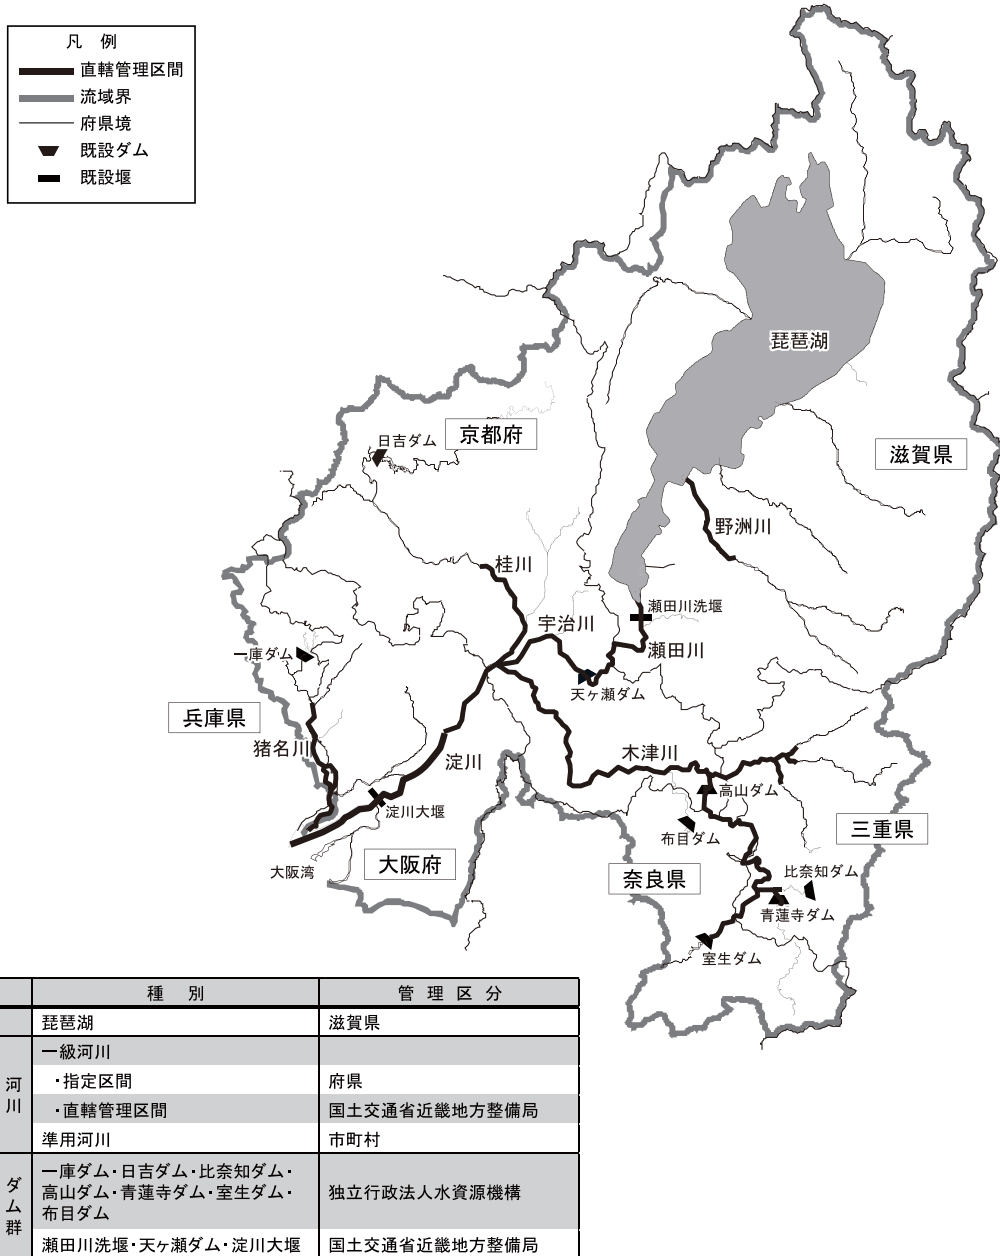 凡 例
直轄管理区間
流域界
府県境
既設ダム
既設堰
琵琶湖
京都府
日吉ダム
滋賀県
野洲川
桂川
瀬田川洗堰
宇治川
瀬田川
一庫ダム
天ヶ瀬ダム
兵庫県
猪名川
淀川
木津川
高山ダム
淀川大堰
布目ダム
三重県
大阪湾
大阪府
奈良県
比奈知ダム
青蓮寺ダム
室生ダム
種 別 管 理 区 分
琵琶湖 滋賀県
河川
一級河川
・指定区間 府県
・直轄管理区間 国土交通省近畿地方整備局
準用河川 市町村
ダム群
一庫ダム・日吉ダム・比奈知ダム・
高山ダム・青蓮寺ダム・室生ダム・ 独立行政法人水資源機構
布目ダム
瀬田川洗堰・天ヶ瀬ダム・淀川大堰 国土交通省近畿地方整備局